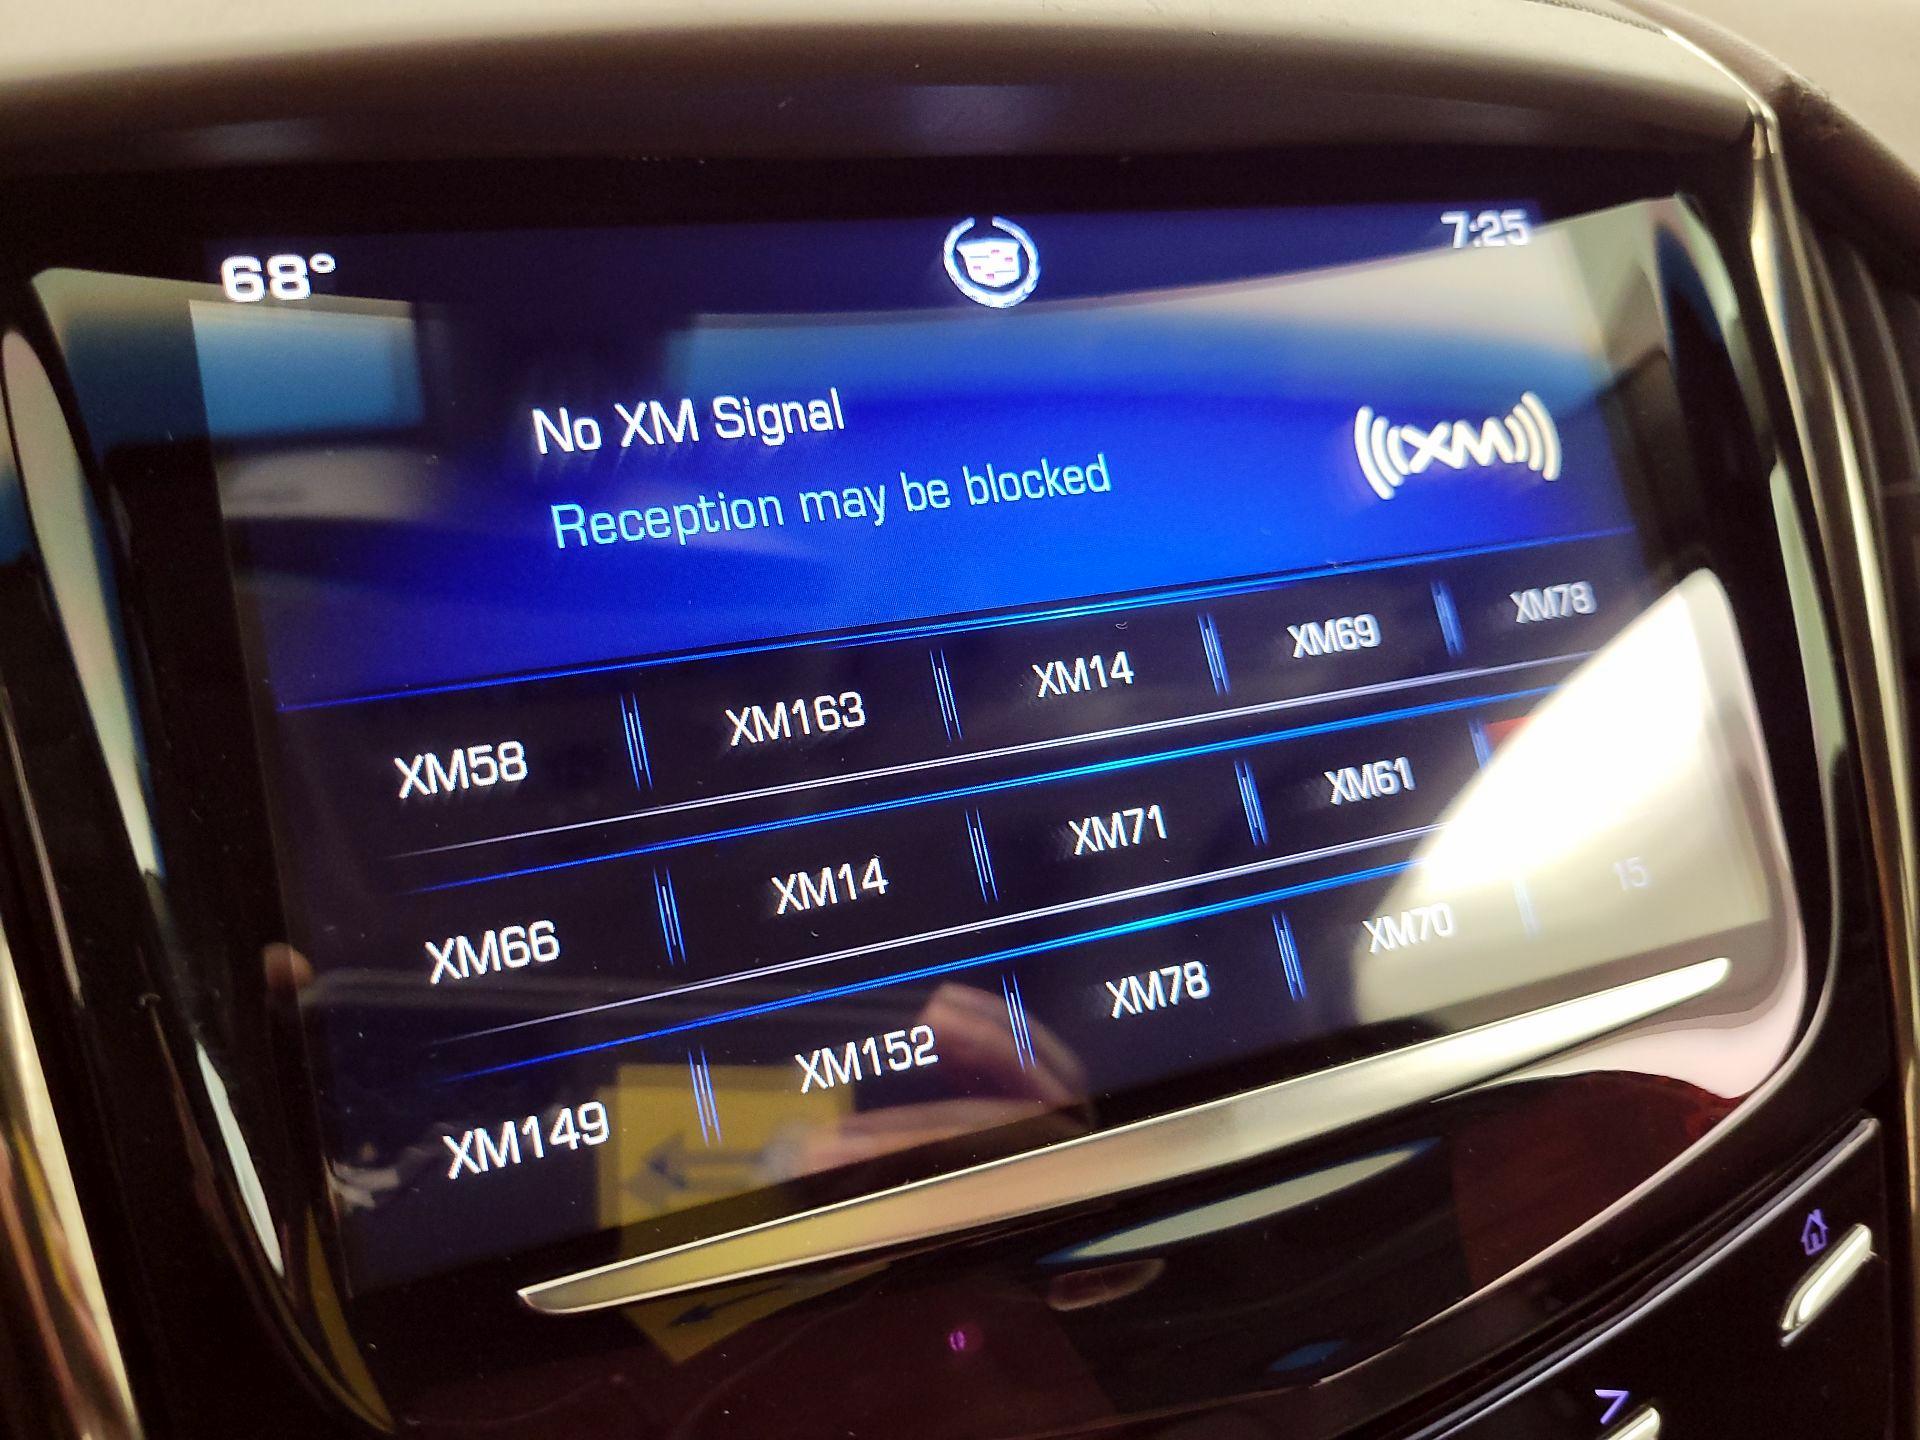 68° 7:25
No XM Signal
Reception may be blocked
((( XM )))
XM58 XM163 XM14 XM69 XM78
XM66 XM14 XM71 XM61
XM149 XM152 XM78 XM70 15